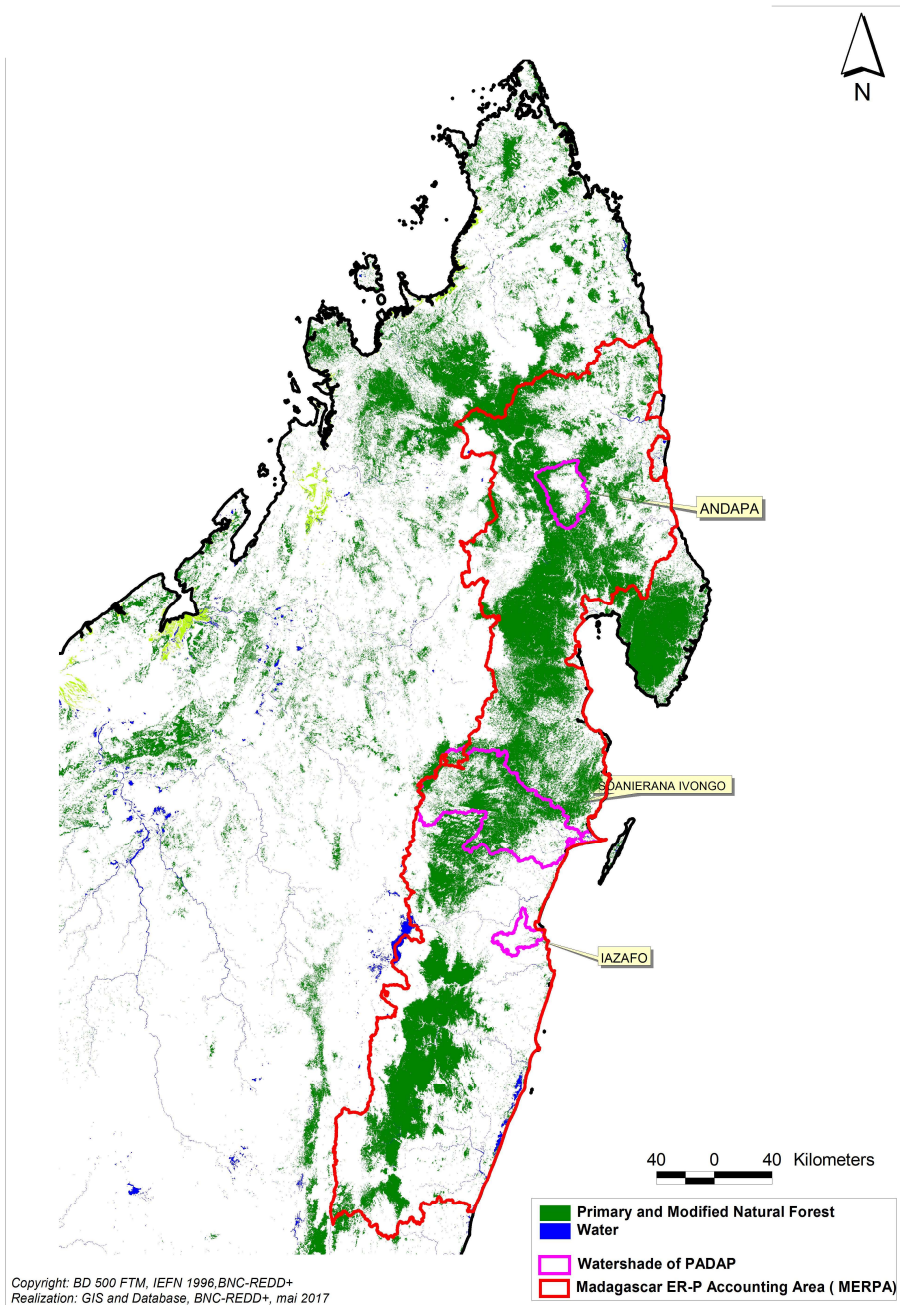 N
ANDAPA
SOANIERANA IVONGO
IAZAFO
40 0 40 Kilometers
Primary and Modified Natural Forest
Water
Watershade of PADAP
Madagascar ER-P Accounting Area ( MERPA)
Copyright: BD 500 FTM, IEFN 1996,BNC-REDD+
Realization: GIS and Database, BNC-REDD+, mai 2017